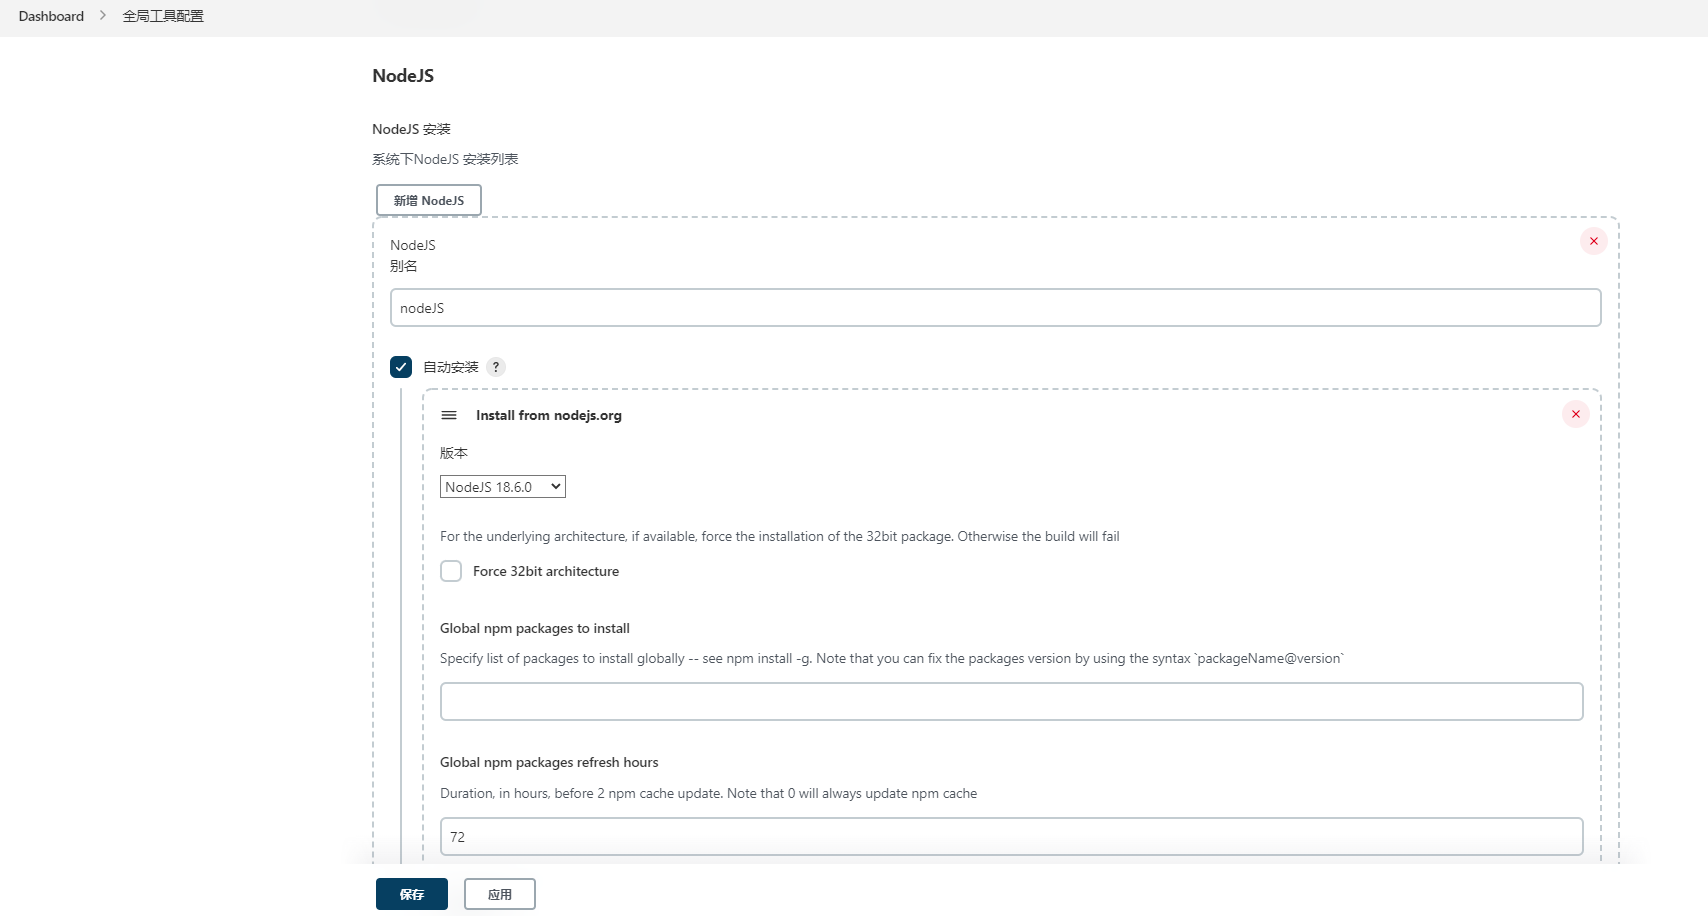 Dashboard
全局工具配置
NodeJS
NodeJS 安装
系统下NodeJS 安装列表
新增 NodeJS
NodeJS
别名
nodeJS
自动安装 ?
Install from nodejs.org
版本
NodeJS 18.6.0
For the underlying architecture, if available, force the installation of the 32bit package. Otherwise the build will fail
Force 32bit architecture
Global npm packages to install
Specify list of packages to install globally -- see npm install -g. Note that you can fix the packages version by using the syntax `packageName@version`
Global npm packages refresh hours
Duration, in hours, before 2 npm cache update. Note that 0 will always update npm cache
72
保存
应用